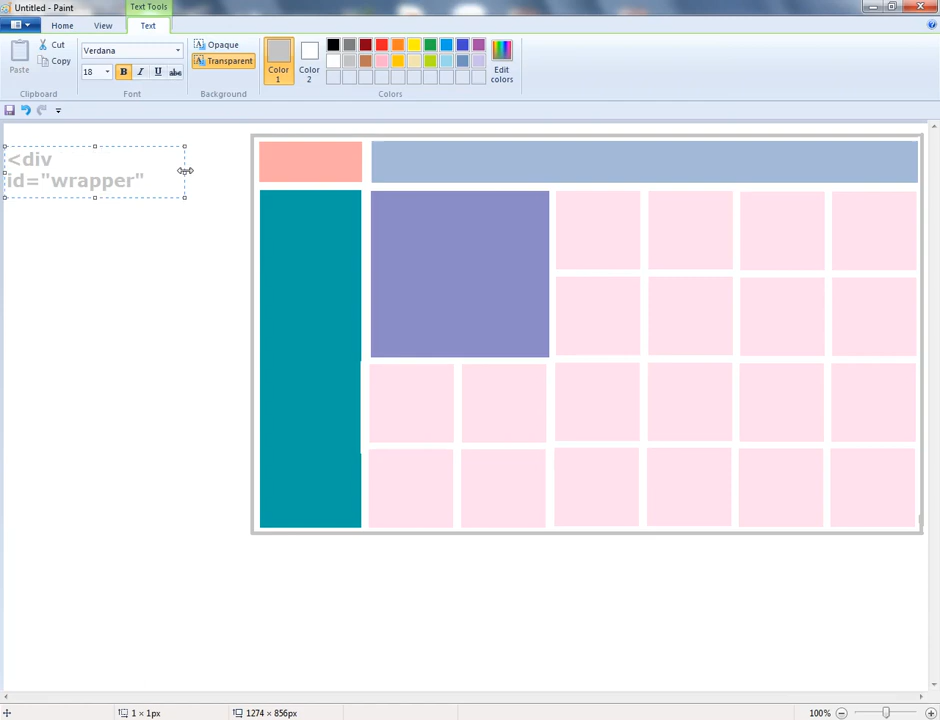 Untitled - Paint
Text Tools
Home
View
Text
Paste
Cut
Copy
Clipboard
Verdana
18
B
I
U
abc
Font
Opaque
Transparent
Background
Color
1
Color
2
Edit
colors
Colors
<div
id="wrapper"
1 × 1px
1274 × 856px
100%